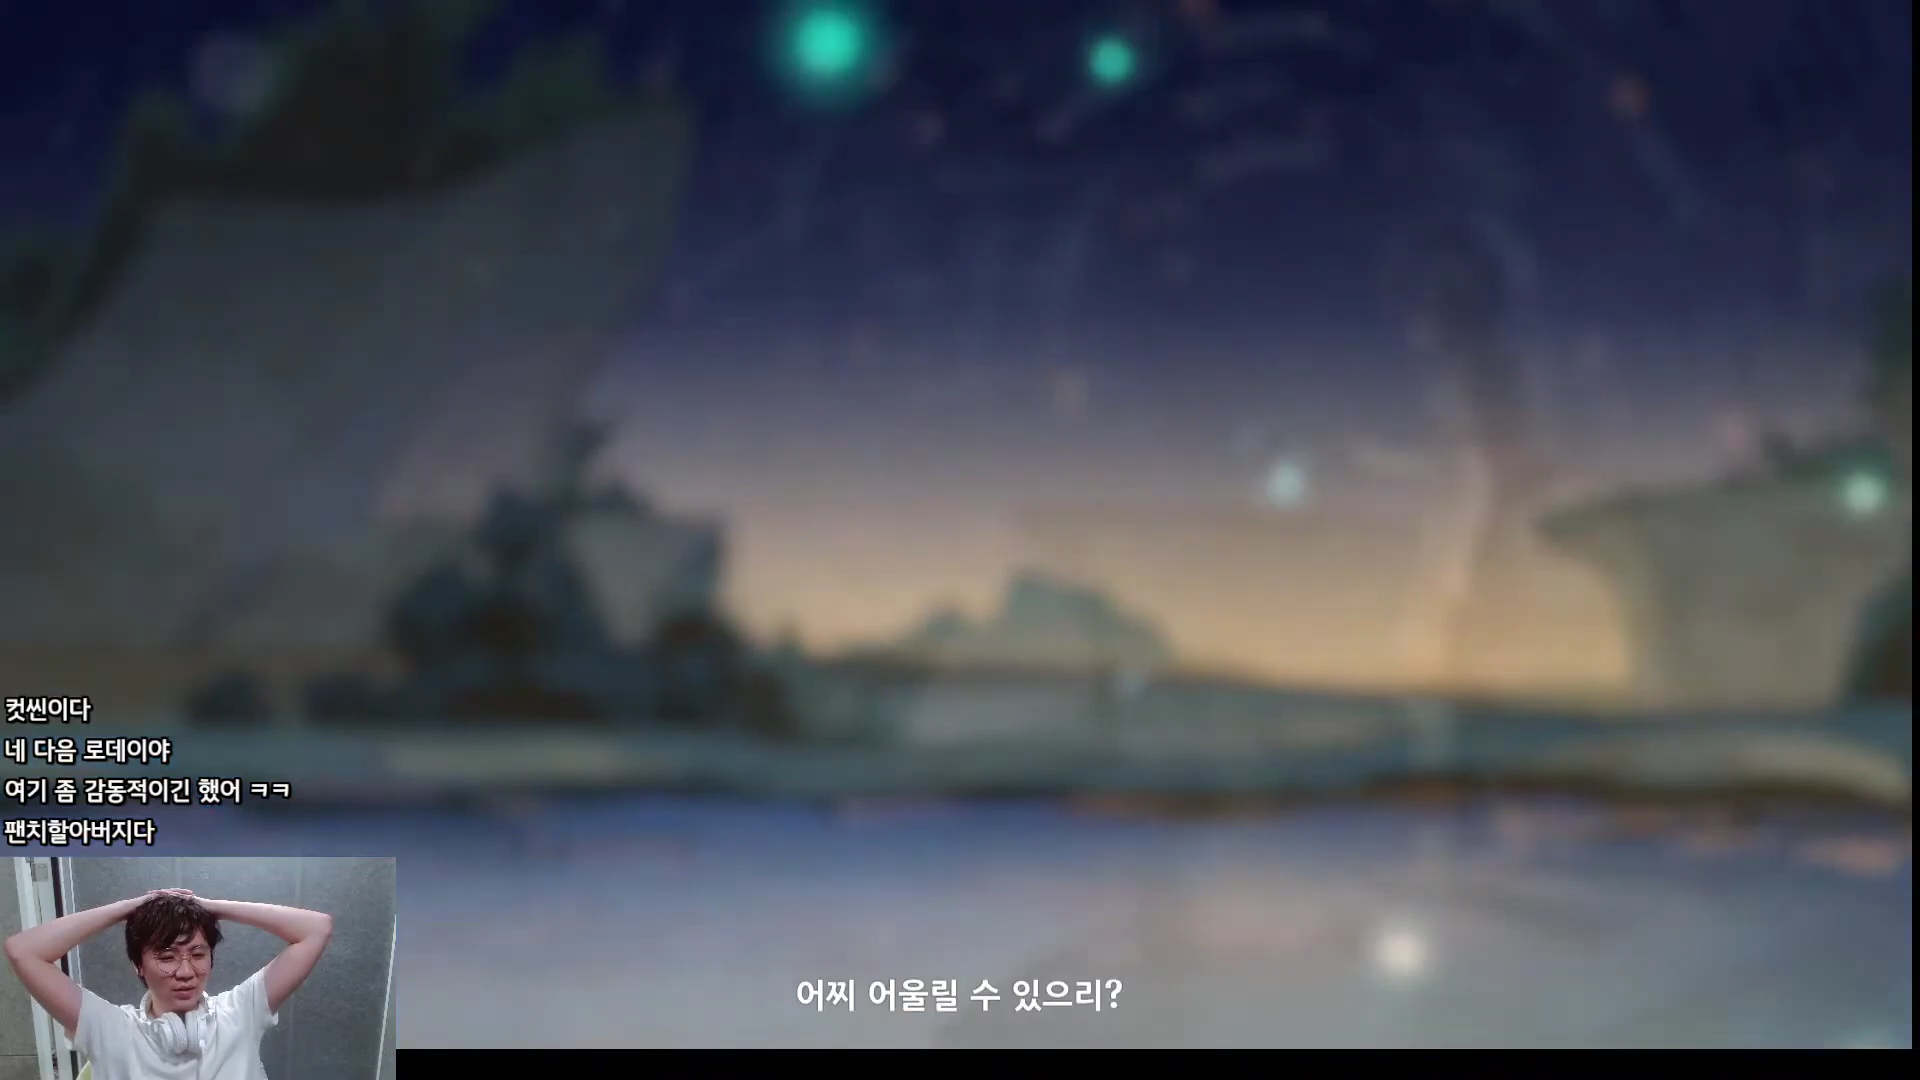 컷씬이다
네 다음 로데이야
여기 좀 감동적이긴 했어 ㅋㅋ
팬치할아버지다
어찌 어울릴 수 있으리?